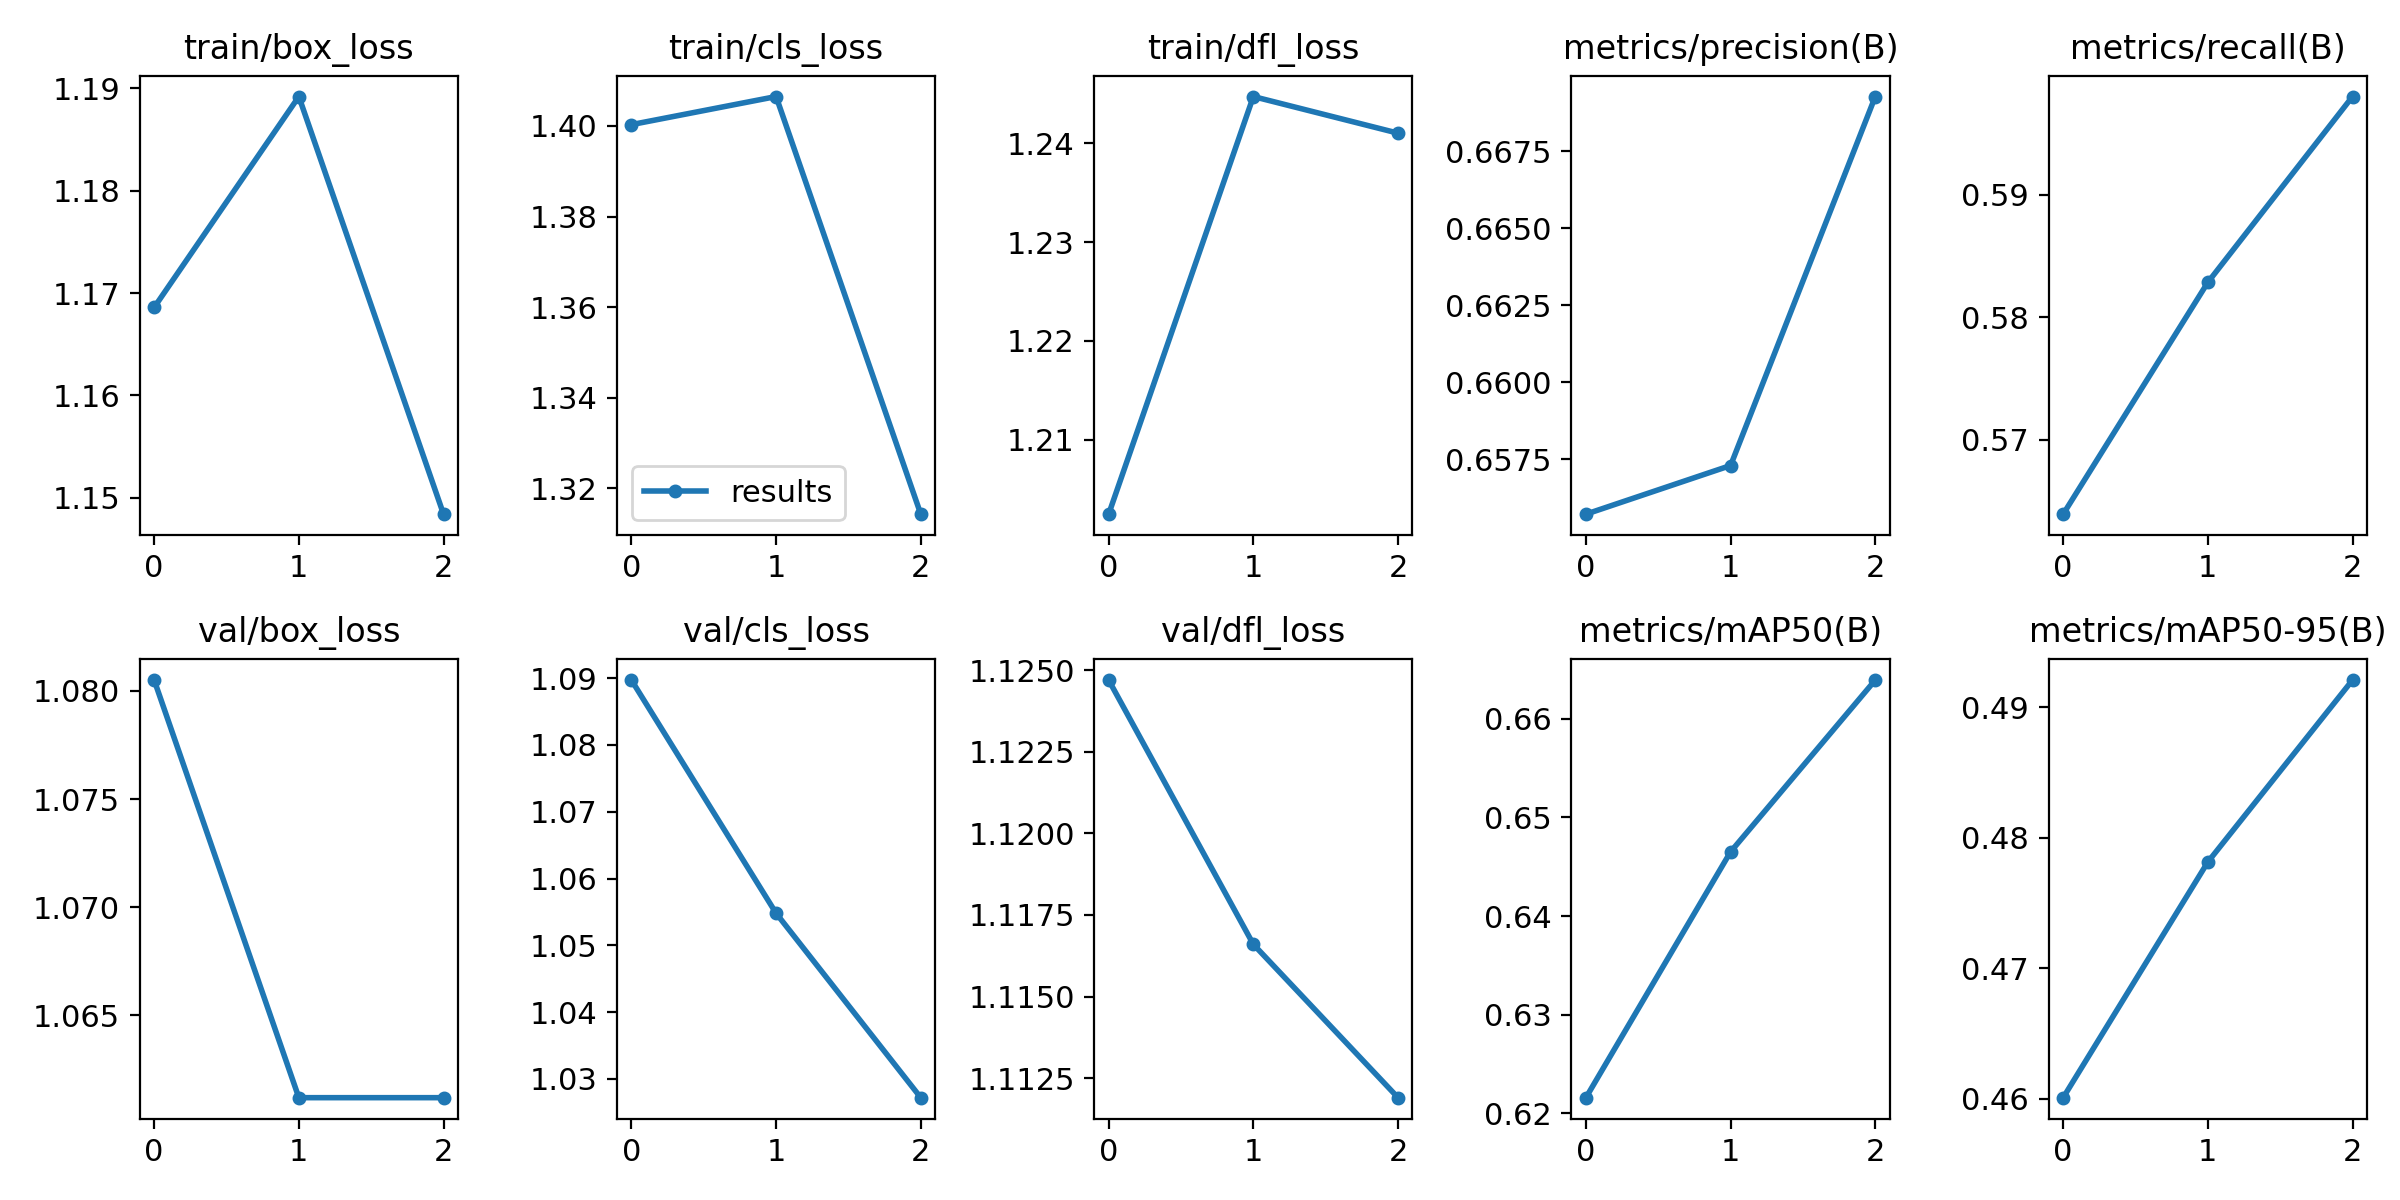 train/box_loss
1.19
1.18
1.17
1.16
1.15
0 1 2
train/cls_loss
1.40
1.38
1.36
1.34
1.32
results
0 1 2
train/dfl_loss
1.24
1.23
1.22
1.21
0 1 2
metrics/precision(B)
0.6675
0.6650
0.6625
0.6600
0.6575
0 1 2
metrics/recall(B)
0.59
0.58
0.57
0 1 2
val/box_loss
1.080
1.075
1.070
1.065
0 1 2
val/cls_loss
1.09
1.08
1.07
1.06
1.05
1.04
1.03
0 1 2
val/dfl_loss
1.1250
1.1225
1.1200
1.1175
1.1150
1.1125
0 1 2
metrics/mAP50(B)
0.66
0.65
0.64
0.63
0.62
0 1 2
metrics/mAP50-95(B)
0.49
0.48
0.47
0.46
0 1 2